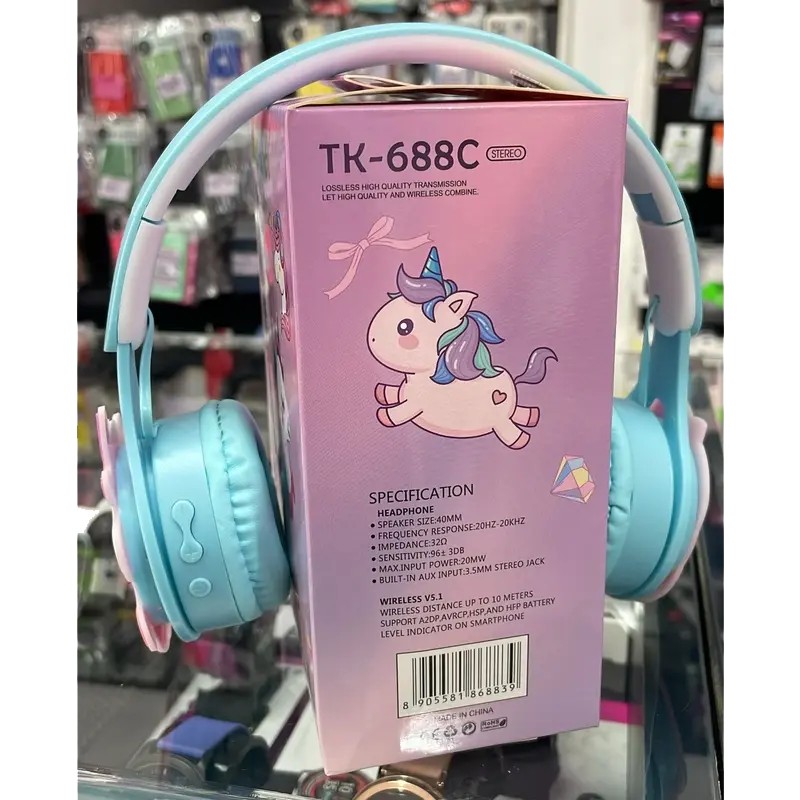 TK-688C STEREO
LOSSLESS HIGH QUALITY TRANSMISSION
LET HIGH QUALITY AND WIRELESS COMBINE.
SPECIFICATION
HEADPHONE
• SPEAKER SIZE:40MM
• FREQUENCY RESPONSE:20HZ-20KHZ
• IMPEDANCE:32Ω
• SENSITIVITY:96± 3DB
• MAX.INPUT POWER:20MW
• BUILT-IN AUX INPUT:3.5MM STEREO JACK
WIRELESS V5.1
WIRELESS DISTANCE UP TO 10 METERS
SUPPORT A2DP,AVRCP,HSP,AND HFP BATTERY
LEVEL INDICATOR ON SMARTPHONE
8 905581 868839
MADE IN CHINA
RoHS